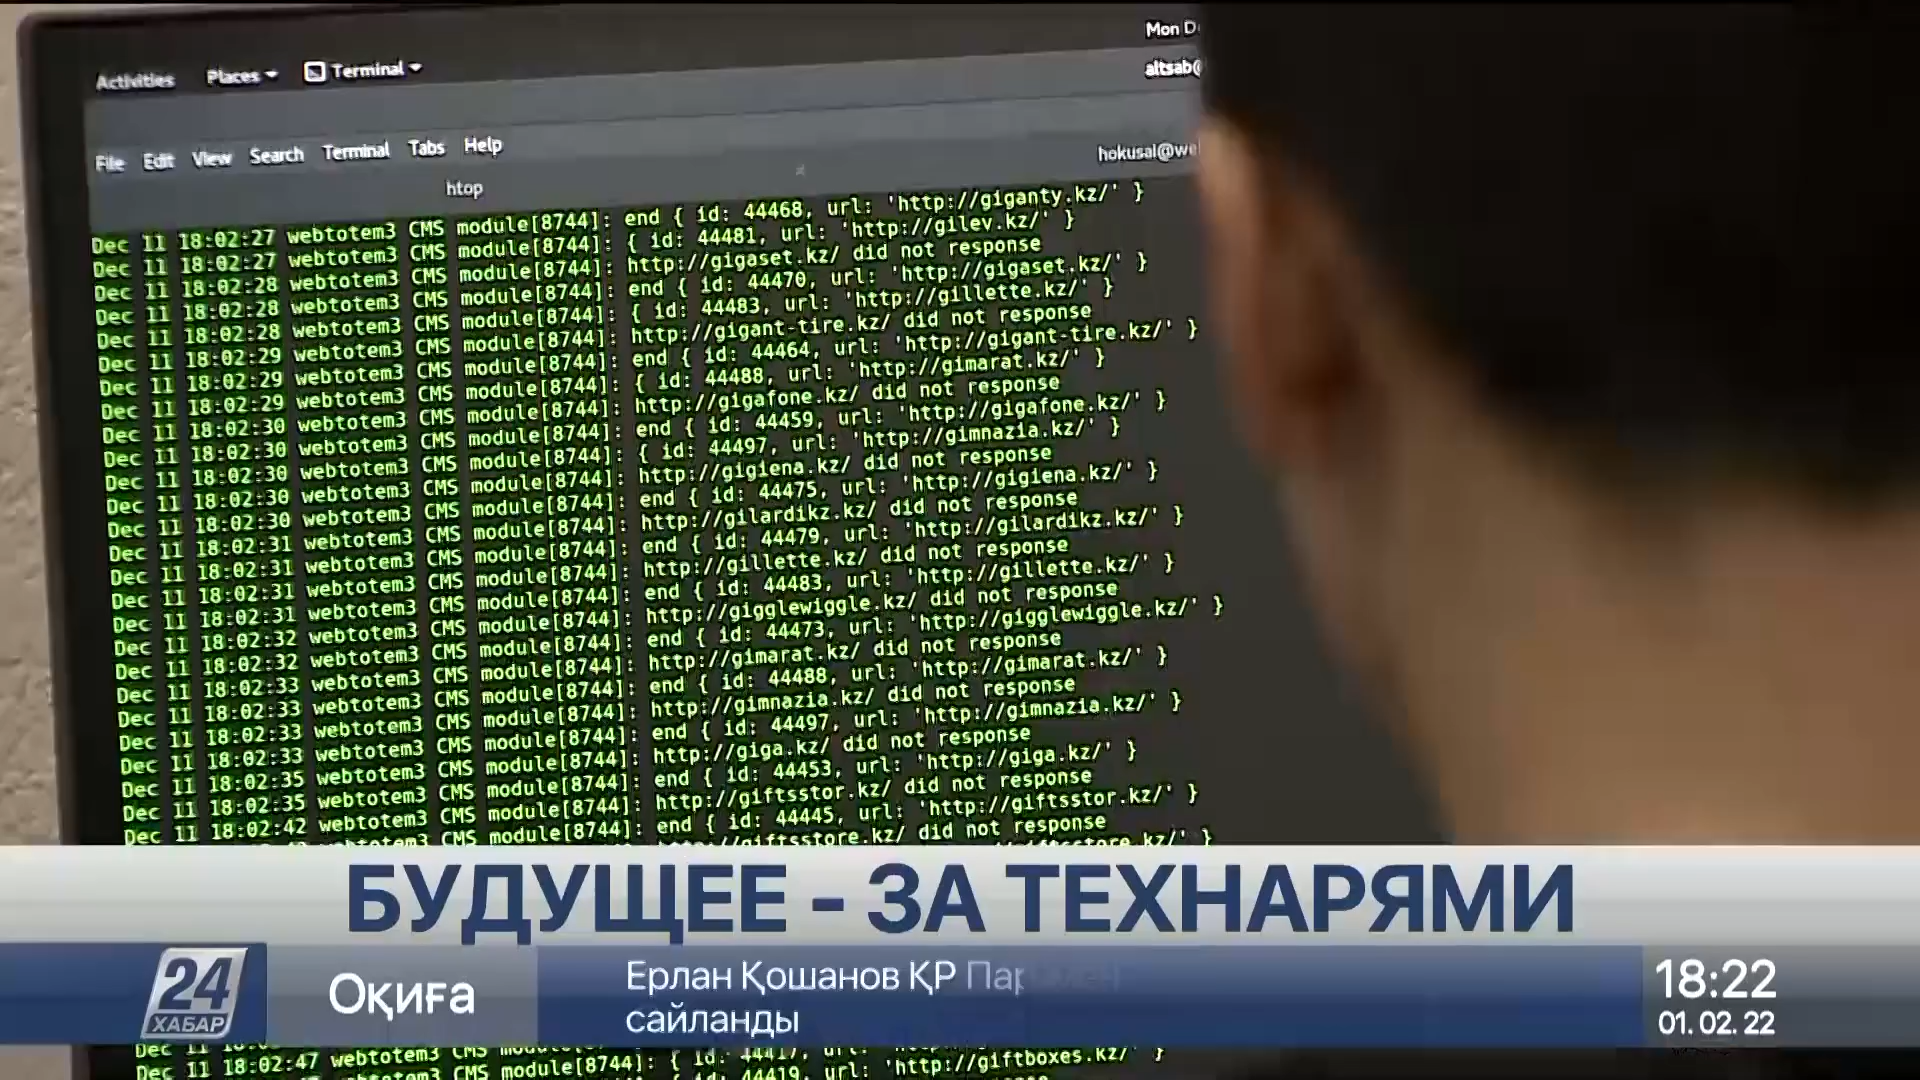 Mon
Activities Places Terminal
altsab@
File Edit View Search Terminal Tabs Help
hokusal@we
htop
Dec 11 18:02:27 webtotem3 CMS module[8744]: end { id: 44468, url: 'http://giganty.kz/' }
Dec 11 18:02:27 webtotem3 CMS module[8744]: { id: 44481, url: 'http://gilev.kz/' }
Dec 11 18:02:28 webtotem3 CMS module[8744]: http://gigaset.kz/ did not response
Dec 11 18:02:28 webtotem3 CMS module[8744]: end { id: 44470, url: 'http://gigaset.kz/' }
Dec 11 18:02:28 webtotem3 CMS module[8744]: { id: 44483, url: 'http://gillette.kz/' }
Dec 11 18:02:29 webtotem3 CMS module[8744]: http://gigant-tire.kz/ did not response
Dec 11 18:02:29 webtotem3 CMS module[8744]: end { id: 44464, url: 'http://gigant-tire.kz/' }
Dec 11 18:02:29 webtotem3 CMS module[8744]: { id: 44488, url: 'http://gimarat.kz/' }
Dec 11 18:02:30 webtotem3 CMS module[8744]: http://gigafone.kz/ did not response
Dec 11 18:02:30 webtotem3 CMS module[8744]: end { id: 44459, url: 'http://gigafone.kz/' }
Dec 11 18:02:30 webtotem3 CMS module[8744]: { id: 44497, url: 'http://gimnazia.kz/' }
Dec 11 18:02:30 webtotem3 CMS module[8744]: http://gigiena.kz/ did not response
Dec 11 18:02:30 webtotem3 CMS module[8744]: end { id: 44475, url: 'http://gigiena.kz/' }
Dec 11 18:02:31 webtotem3 CMS module[8744]: http://gilardikz.kz/ did not response
Dec 11 18:02:31 webtotem3 CMS module[8744]: end { id: 44479, url: 'http://gilardikz.kz/' }
Dec 11 18:02:31 webtotem3 CMS module[8744]: http://gillette.kz/ did not response
Dec 11 18:02:31 webtotem3 CMS module[8744]: end { id: 44483, url: 'http://gillette.kz/' }
Dec 11 18:02:32 webtotem3 CMS module[8744]: http://gigglewiggle.kz/ did not response
Dec 11 18:02:32 webtotem3 CMS module[8744]: end { id: 44473, url: 'http://gigglewiggle.kz/' }
Dec 11 18:02:33 webtotem3 CMS module[8744]: http://gimarat.kz/ did not response
Dec 11 18:02:33 webtotem3 CMS module[8744]: end { id: 44488, url: 'http://gimarat.kz/' }
Dec 11 18:02:33 webtotem3 CMS module[8744]: http://gimnazia.kz/ did not response
Dec 11 18:02:33 webtotem3 CMS module[8744]: end { id: 44497, url: 'http://gimnazia.kz/' }
Dec 11 18:02:35 webtotem3 CMS module[8744]: http://giga.kz/ did not response
Dec 11 18:02:35 webtotem3 CMS module[8744]: end { id: 44453, url: 'http://giga.kz/' }
Dec 11 18:02:42 webtotem3 CMS module[8744]: http://giftsstor.kz/ did not response
CMS module[8744]: end { id: 44445, url: 'http://giftsstor.kz/' }
//giftsstore.kz/ did not response
БУДУЩЕЕ - ЗА ТЕХНАРЯМИ
24 ХАБАР
Оқиға
Ерлан Қошанов ҚР
сайланды
18:22
01. 02. 22
Dec 11 18:02:47 webtotem3 CMS module[8744]: { id: 44417, url:
Dec module[8744]: { id: 44419, url: 'http://giftboxes.kz/' }